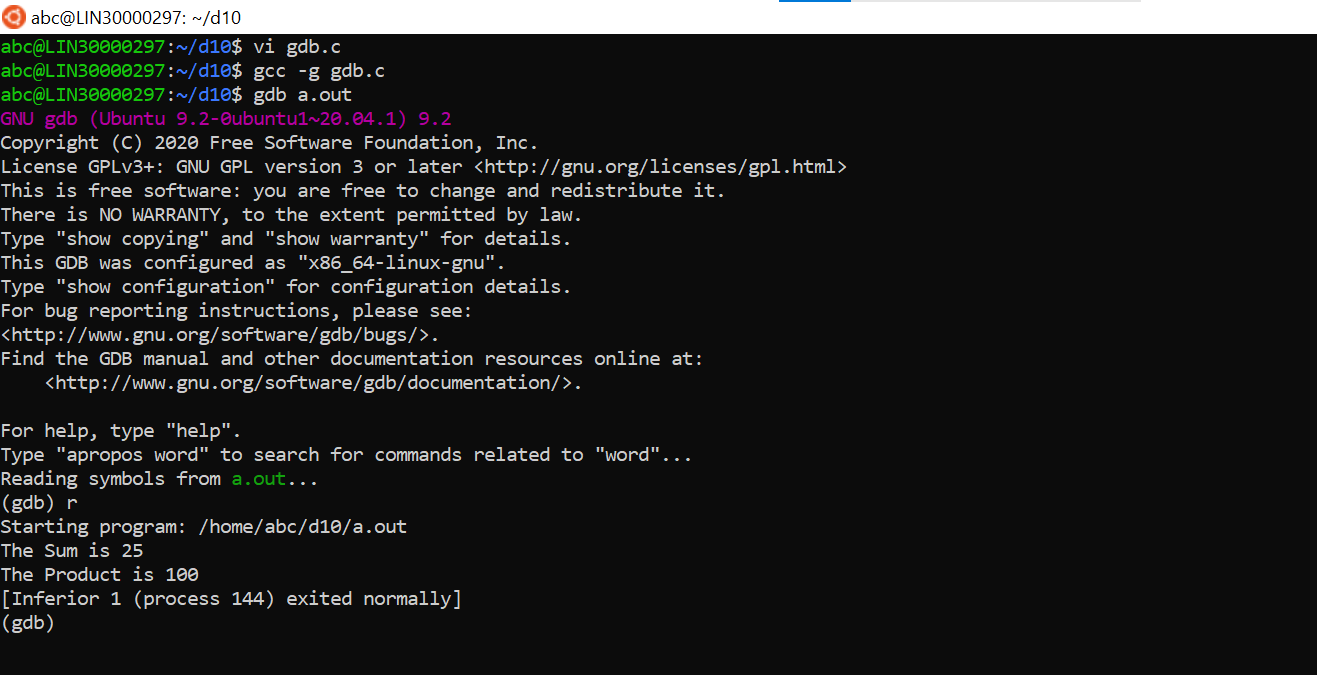 abc@LIN30000297: ~/d10
abc@LIN30000297:~/d10$ vi gdb.c
abc@LIN30000297:~/d10$ gcc -g gdb.c
abc@LIN30000297:~/d10$ gdb a.out
GNU gdb (Ubuntu 9.2-0ubuntu1~20.04.1) 9.2
Copyright (C) 2020 Free Software Foundation, Inc.
License GPLv3+: GNU GPL version 3 or later <http://gnu.org/licenses/gpl.html>
This is free software: you are free to change and redistribute it.
There is NO WARRANTY, to the extent permitted by law.
Type "show copying" and "show warranty" for details.
This GDB was configured as "x86_64-linux-gnu".
Type "show configuration" for configuration details.
For bug reporting instructions, please see:
<http://www.gnu.org/software/gdb/bugs/>.
Find the GDB manual and other documentation resources online at:
    <http://www.gnu.org/software/gdb/documentation/>.

For help, type "help".
Type "apropos word" to search for commands related to "word"...
Reading symbols from a.out...
(gdb) r
Starting program: /home/abc/d10/a.out
The Sum is 25
The Product is 100
[Inferior 1 (process 144) exited normally]
(gdb)